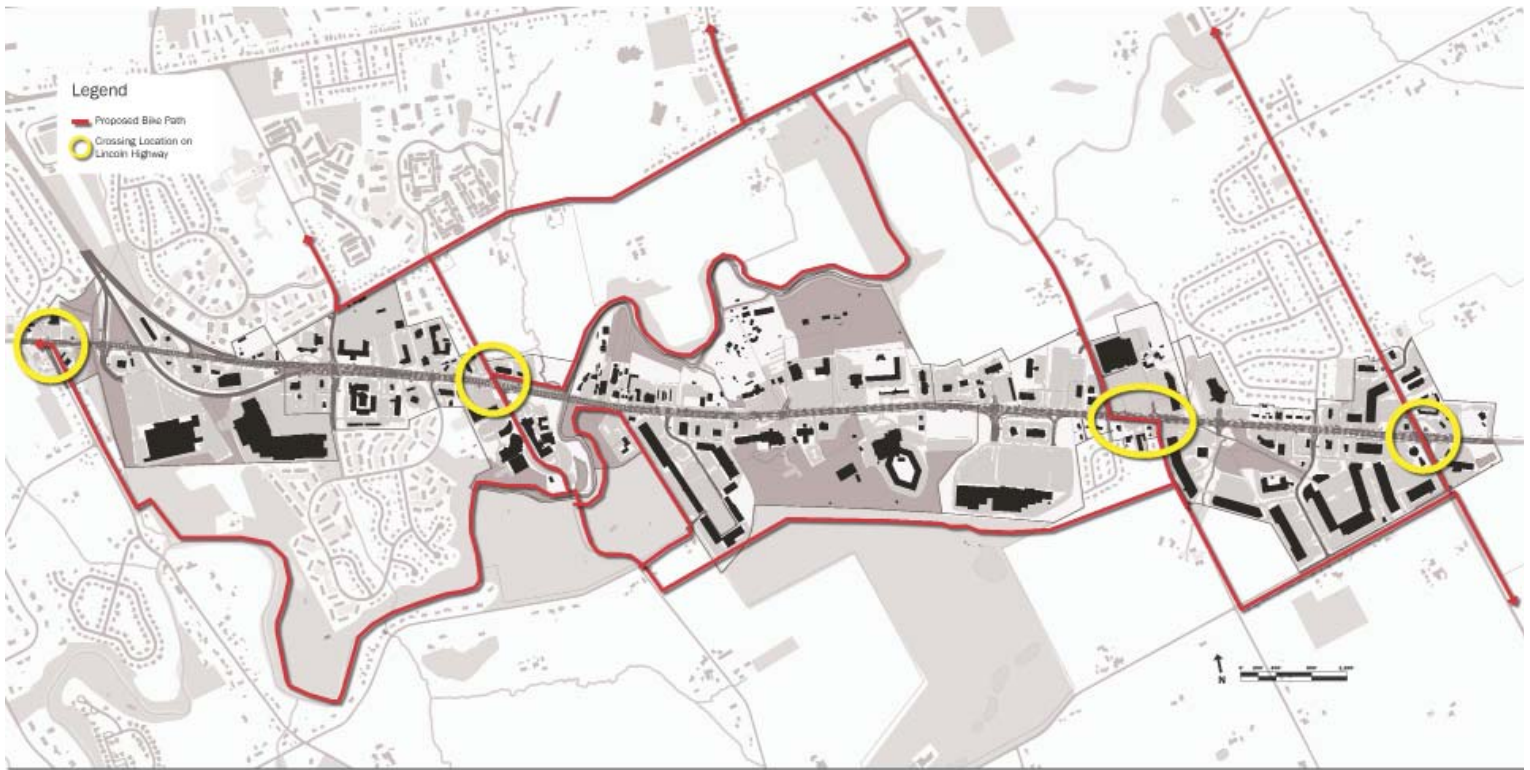 Legend
Proposed Bike Path
Crossing Location on
Lincoln Highway
N